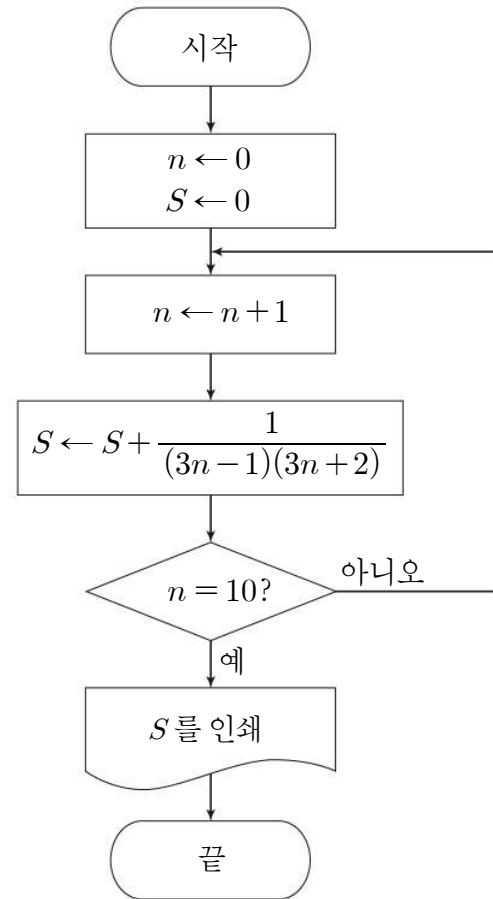 시작
n ← 0
S ← 0
n ← n + 1
S ← S + \frac{1}{(3n-1)(3n+2)}
n = 10?
아니오
예
S를 인쇄
끝